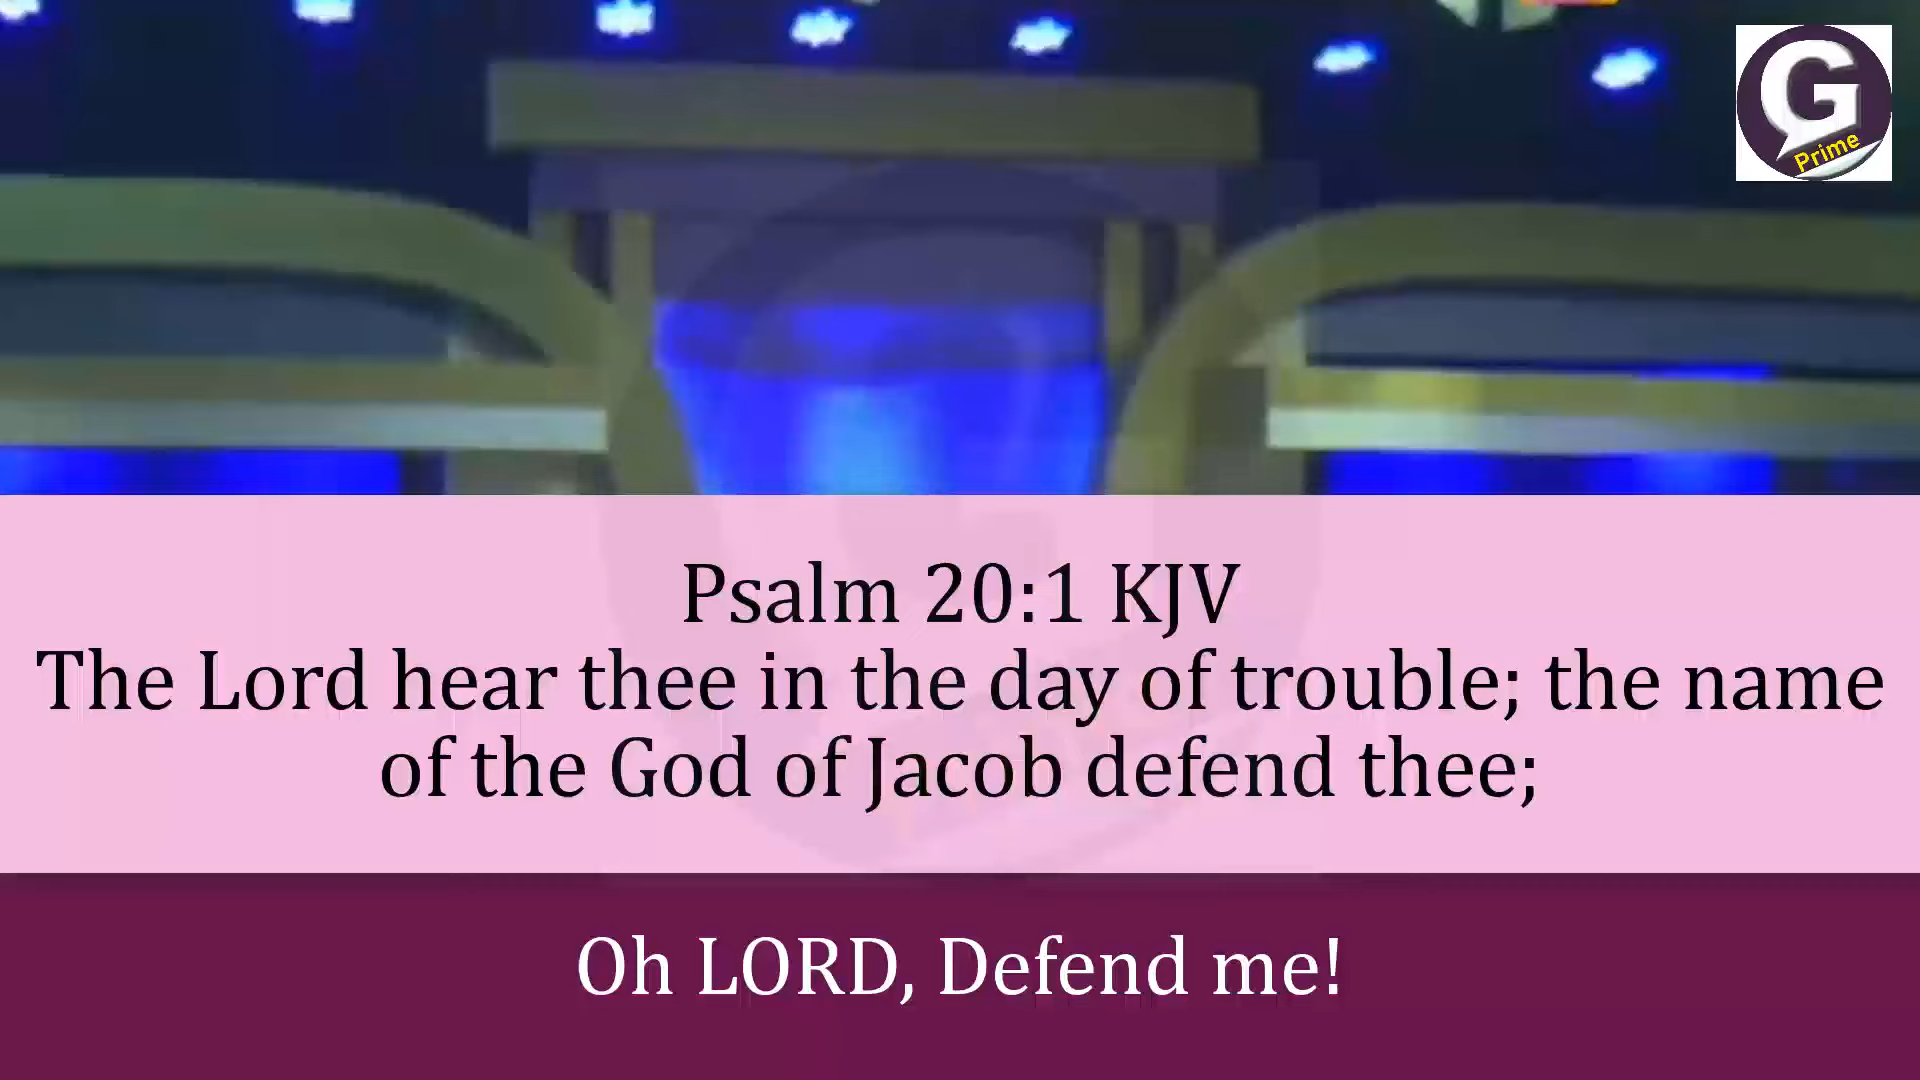 G
Prime
Psalm 20:1 KJV
The Lord hear thee in the day of trouble; the name
of the God of Jacob defend thee;
Oh LORD, Defend me!